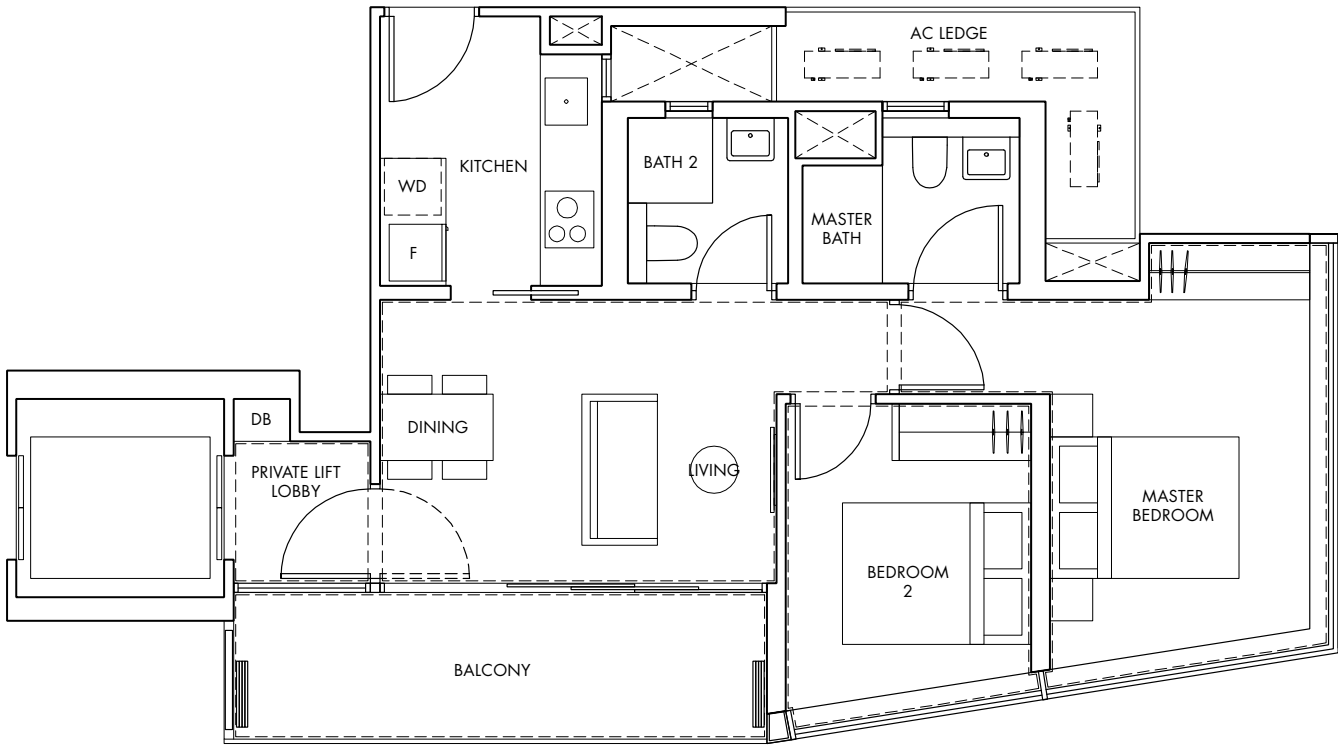 AC LEDGE
KITCHEN
BATH 2
WD
MASTER
BATH
F
DB
DINING
PRIVATE LIFT
LOBBY
LIVING
MASTER
BEDROOM
BEDROOM
2
BALCONY